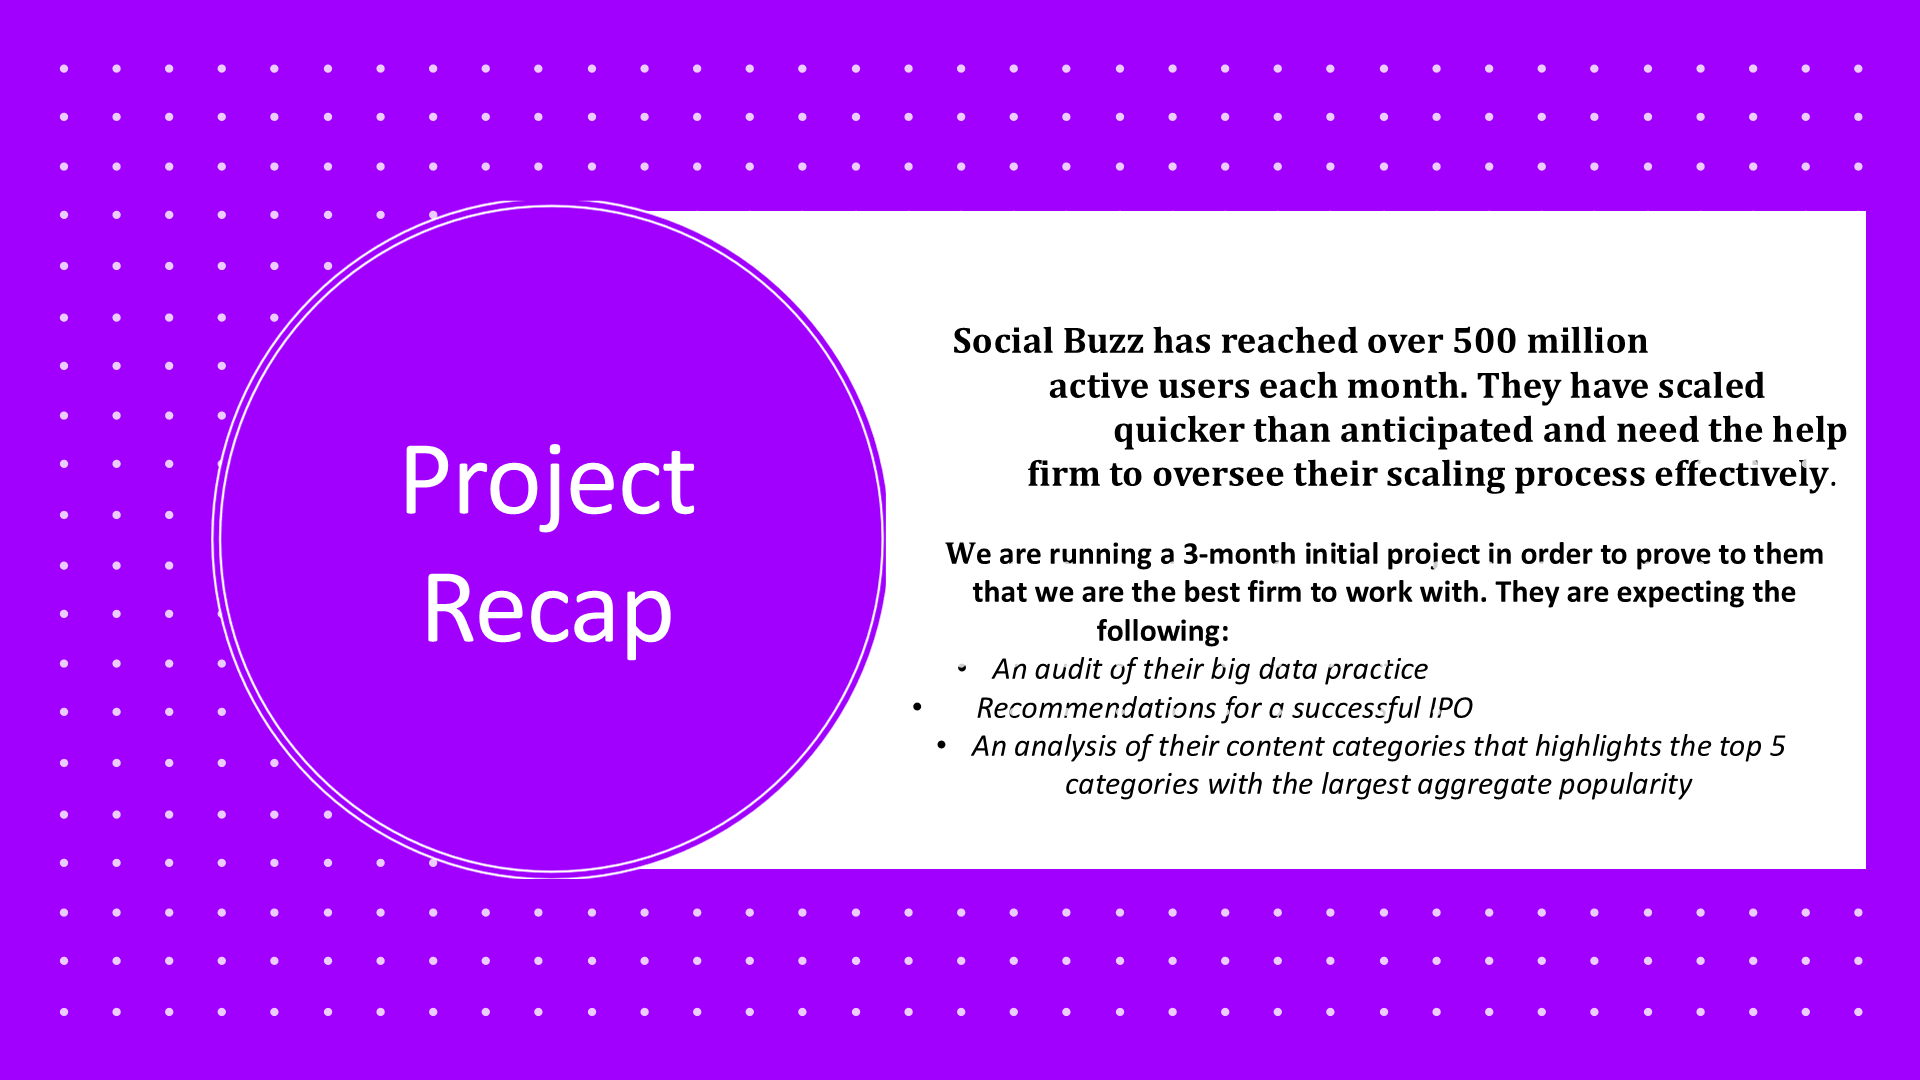 Project
Recap
Social Buzz has reached over 500 million
active users each month. They have scaled
quicker than anticipated and need the help
firm to oversee their scaling process effectively.
We are running a 3-month initial project in order to prove to them
that we are the best firm to work with. They are expecting the
following:
• An audit of their big data practice
• Recommendations for a successful IPO
• An analysis of their content categories that highlights the top 5
categories with the largest aggregate popularity